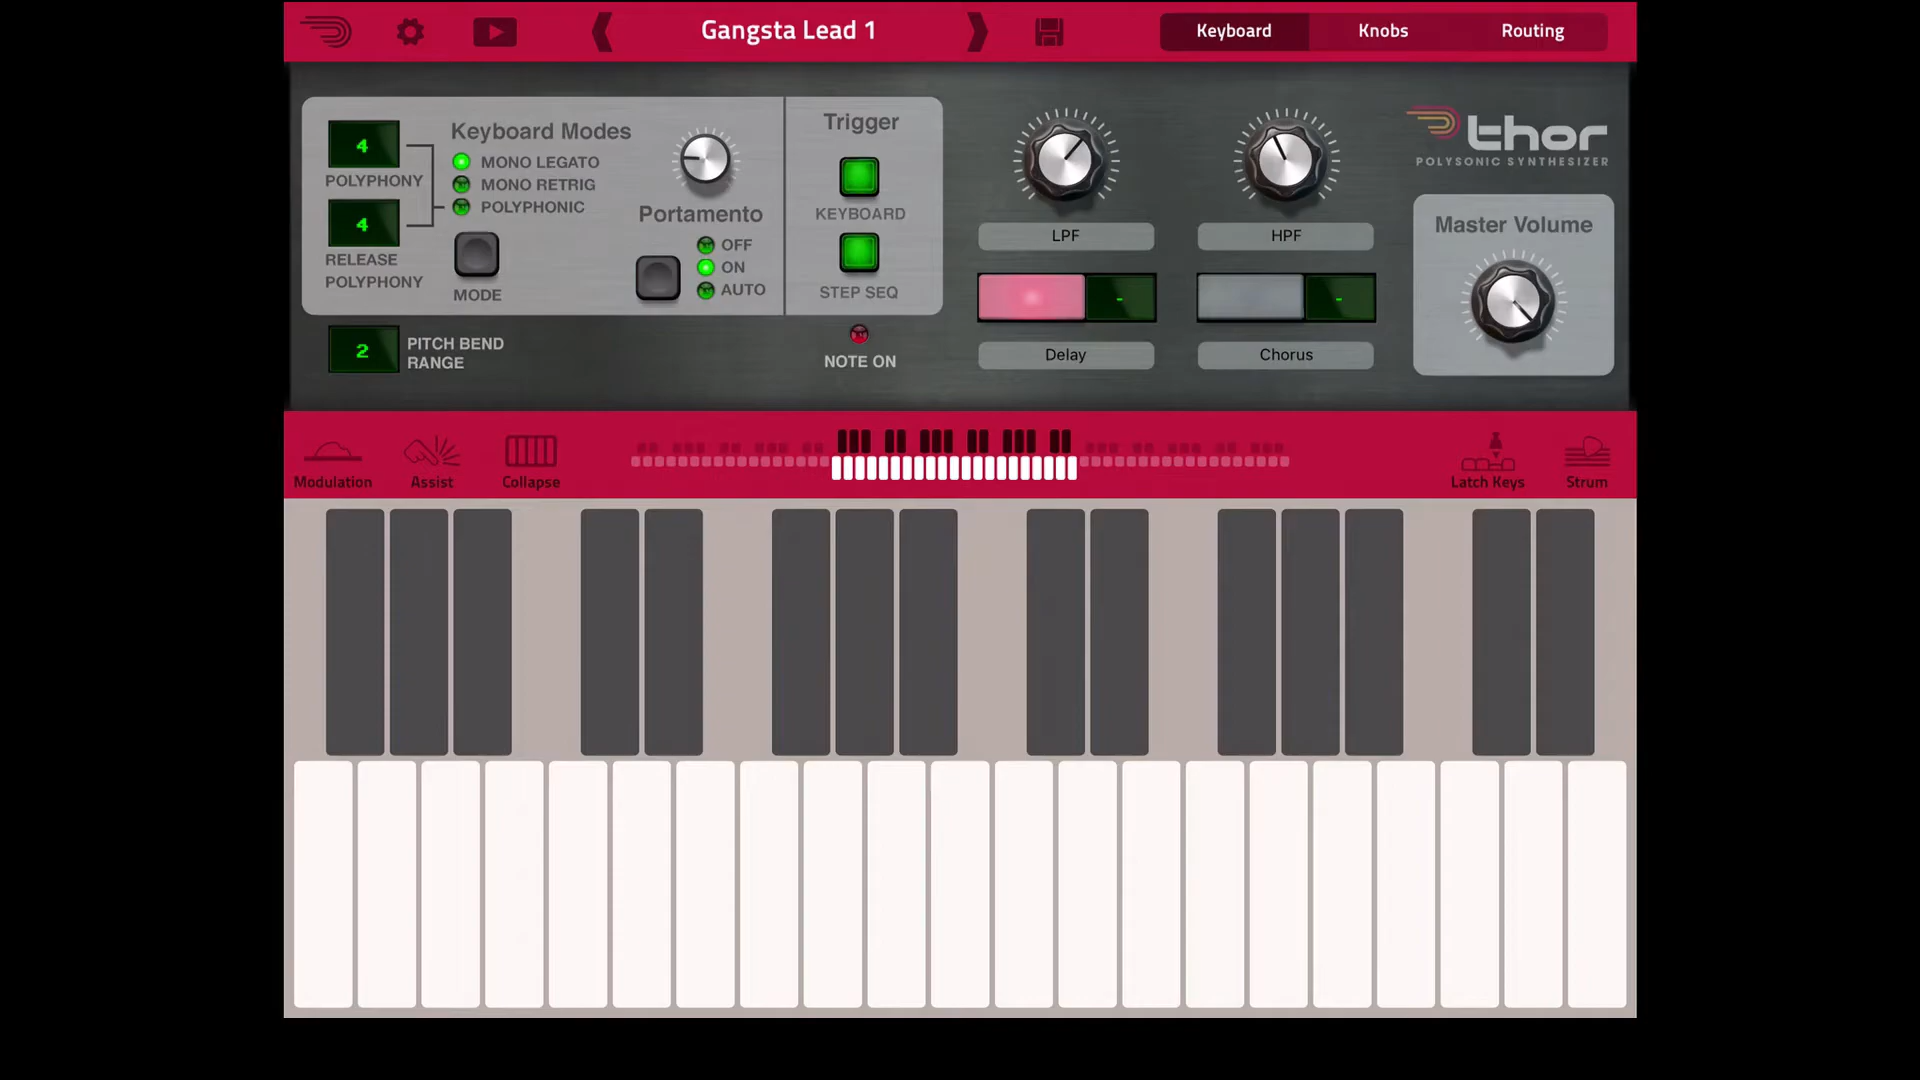 Gangsta Lead 1
Keyboard
Knobs
Routing
4
POLYPHONY
4
RELEASE
POLYPHONY
Keyboard Modes
MONO LEGATO
MONO RETRIG
POLYPHONIC
MODE
Portamento
OFF
ON
AUTO
Trigger
KEYBOARD
STEP SEQ
NOTE ON
2
PITCH BEND
RANGE
LPF
HPF
-
-
Delay
Chorus
thor
POLYSONIC SYNTHESIZER
Master Volume
Modulation
Assist
Collapse
Latch Keys
Strum